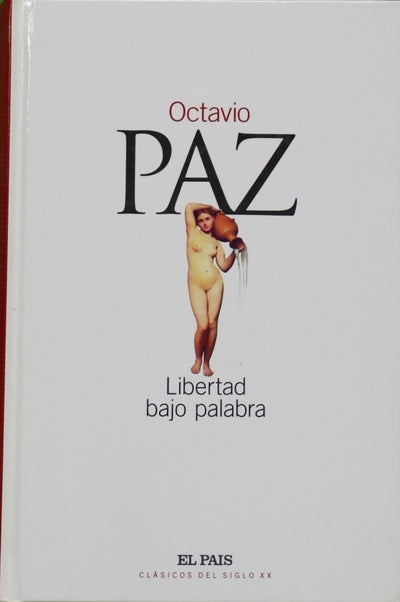 Octavio
PAZ
Libertad
bajo palabra
EL PAIS
CLÁSICOS DEL SIGLO XX